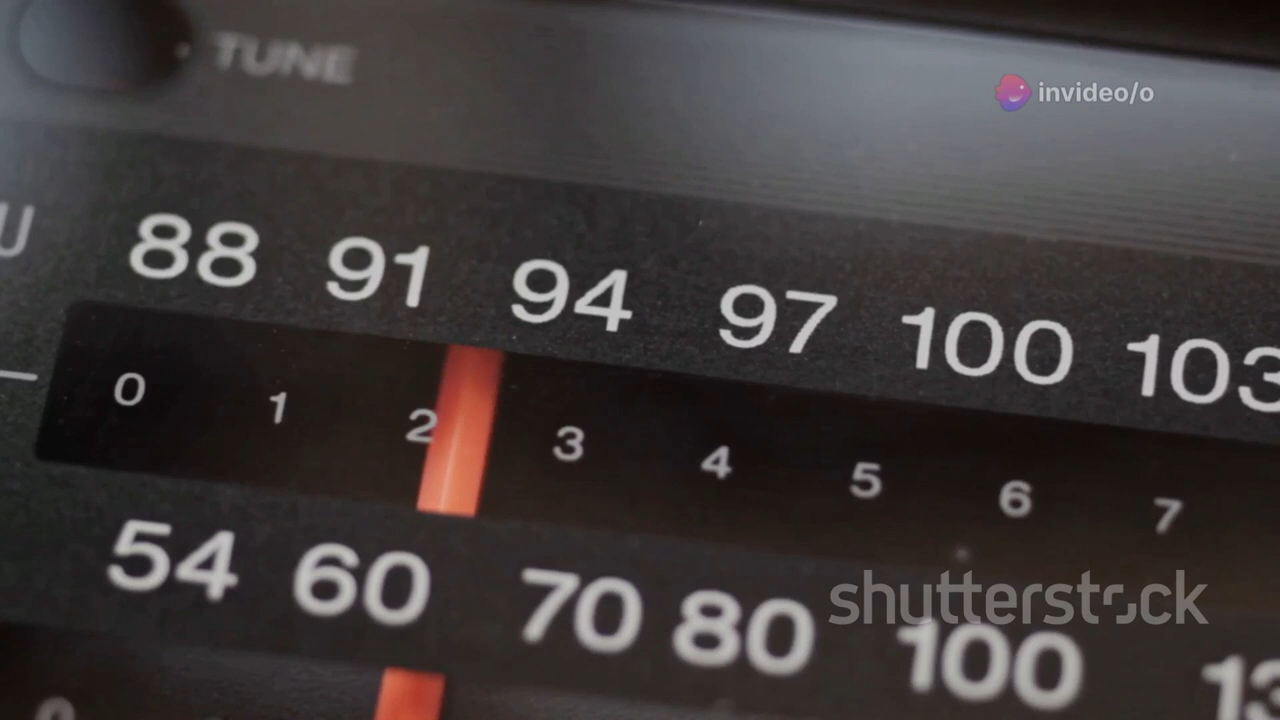 TUNE
invideo/o
88 91 94 97 100 103
0 1 2 3 4 5 6 7
54 60 70 80 100
shutterstock